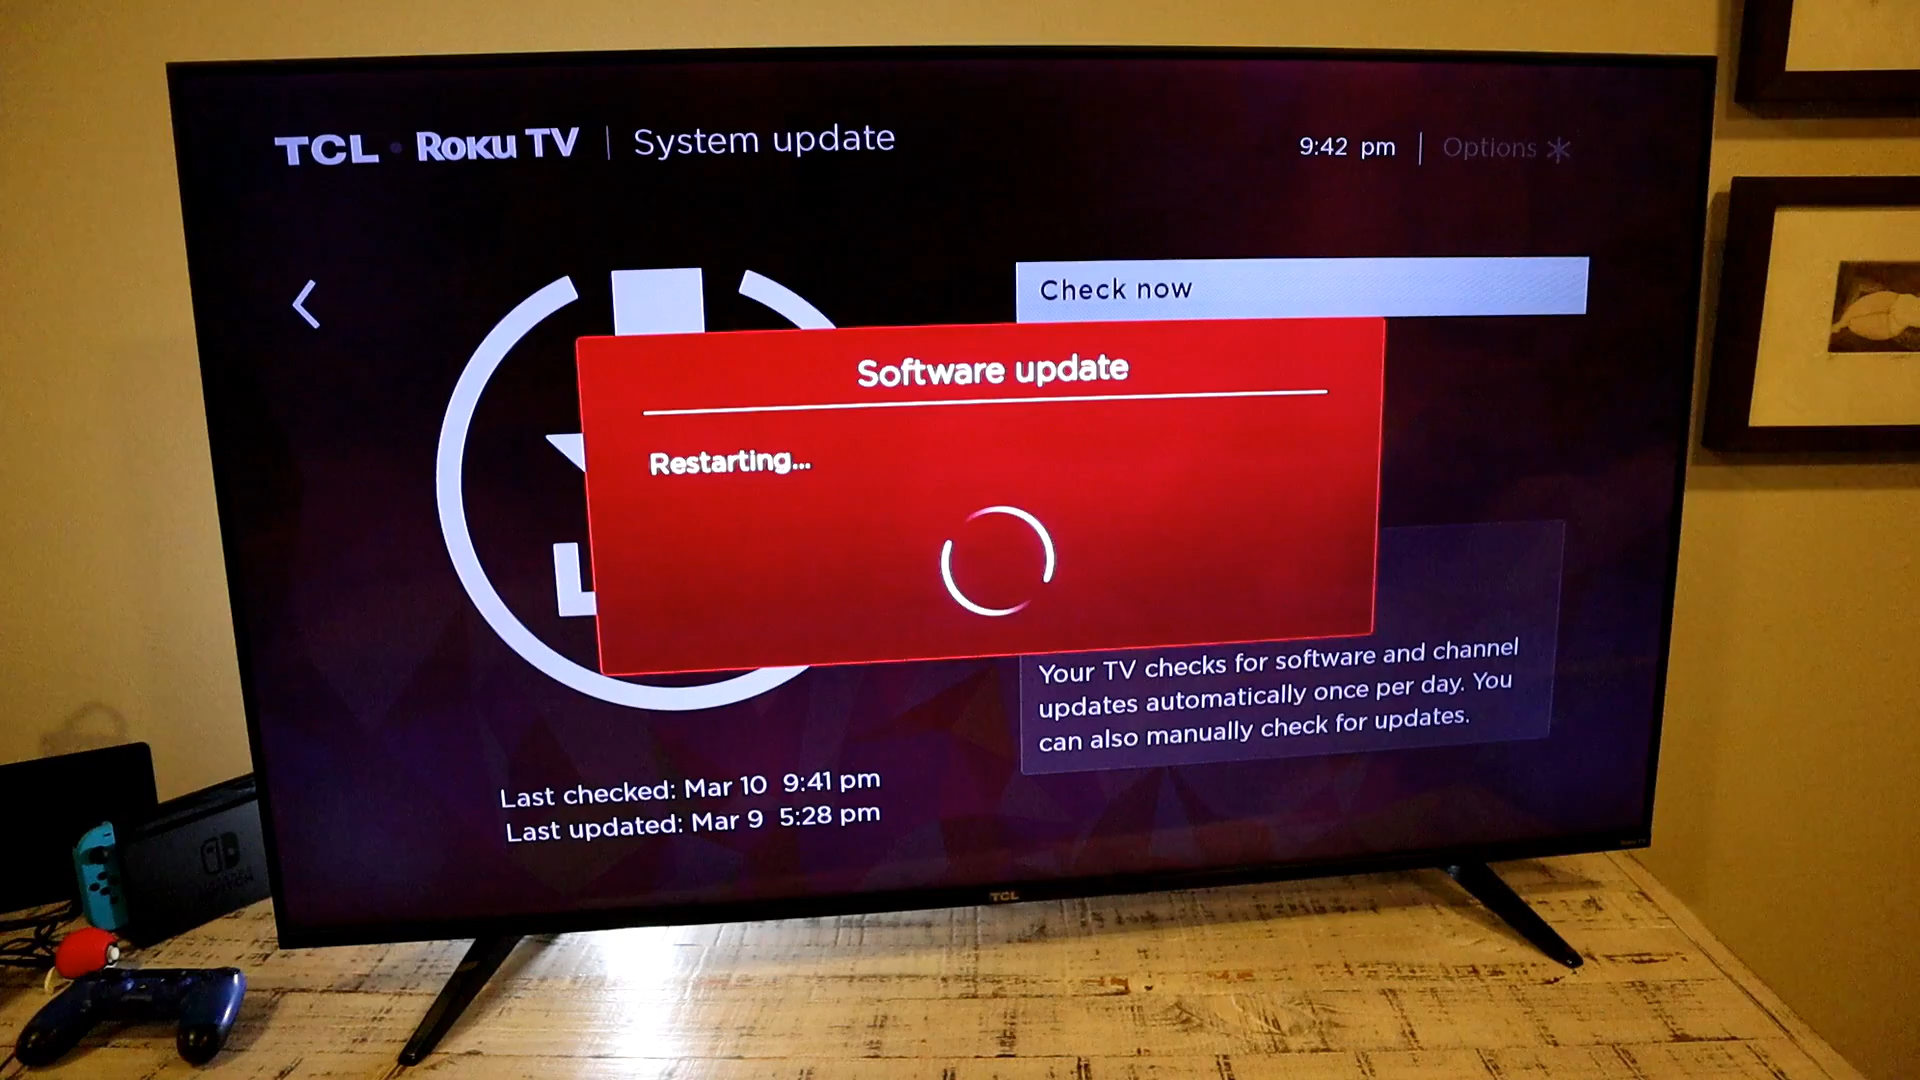 TCL • Roku TV | System update
9:42 pm | Options
Check now
Software update
Restarting...
Your TV checks for software and channel
updates automatically once per day. You
can also manually check for updates.
Last checked: Mar 10 9:41 pm
Last updated: Mar 9 5:28 pm
TCL